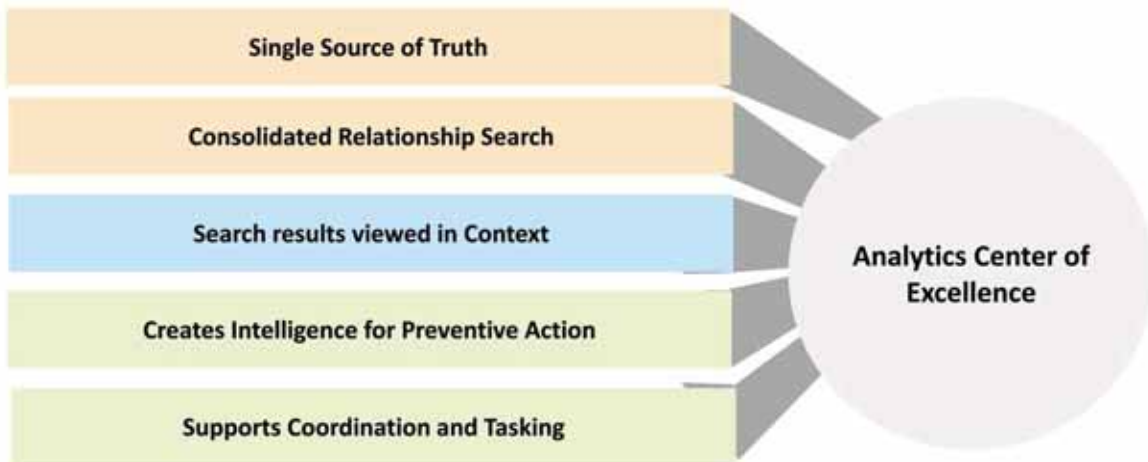 Single Source of Truth
Consolidated Relationship Search
Search results viewed in Context
Creates Intelligence for Preventive Action
Supports Coordination and Tasking
Analytics Center of
Excellence